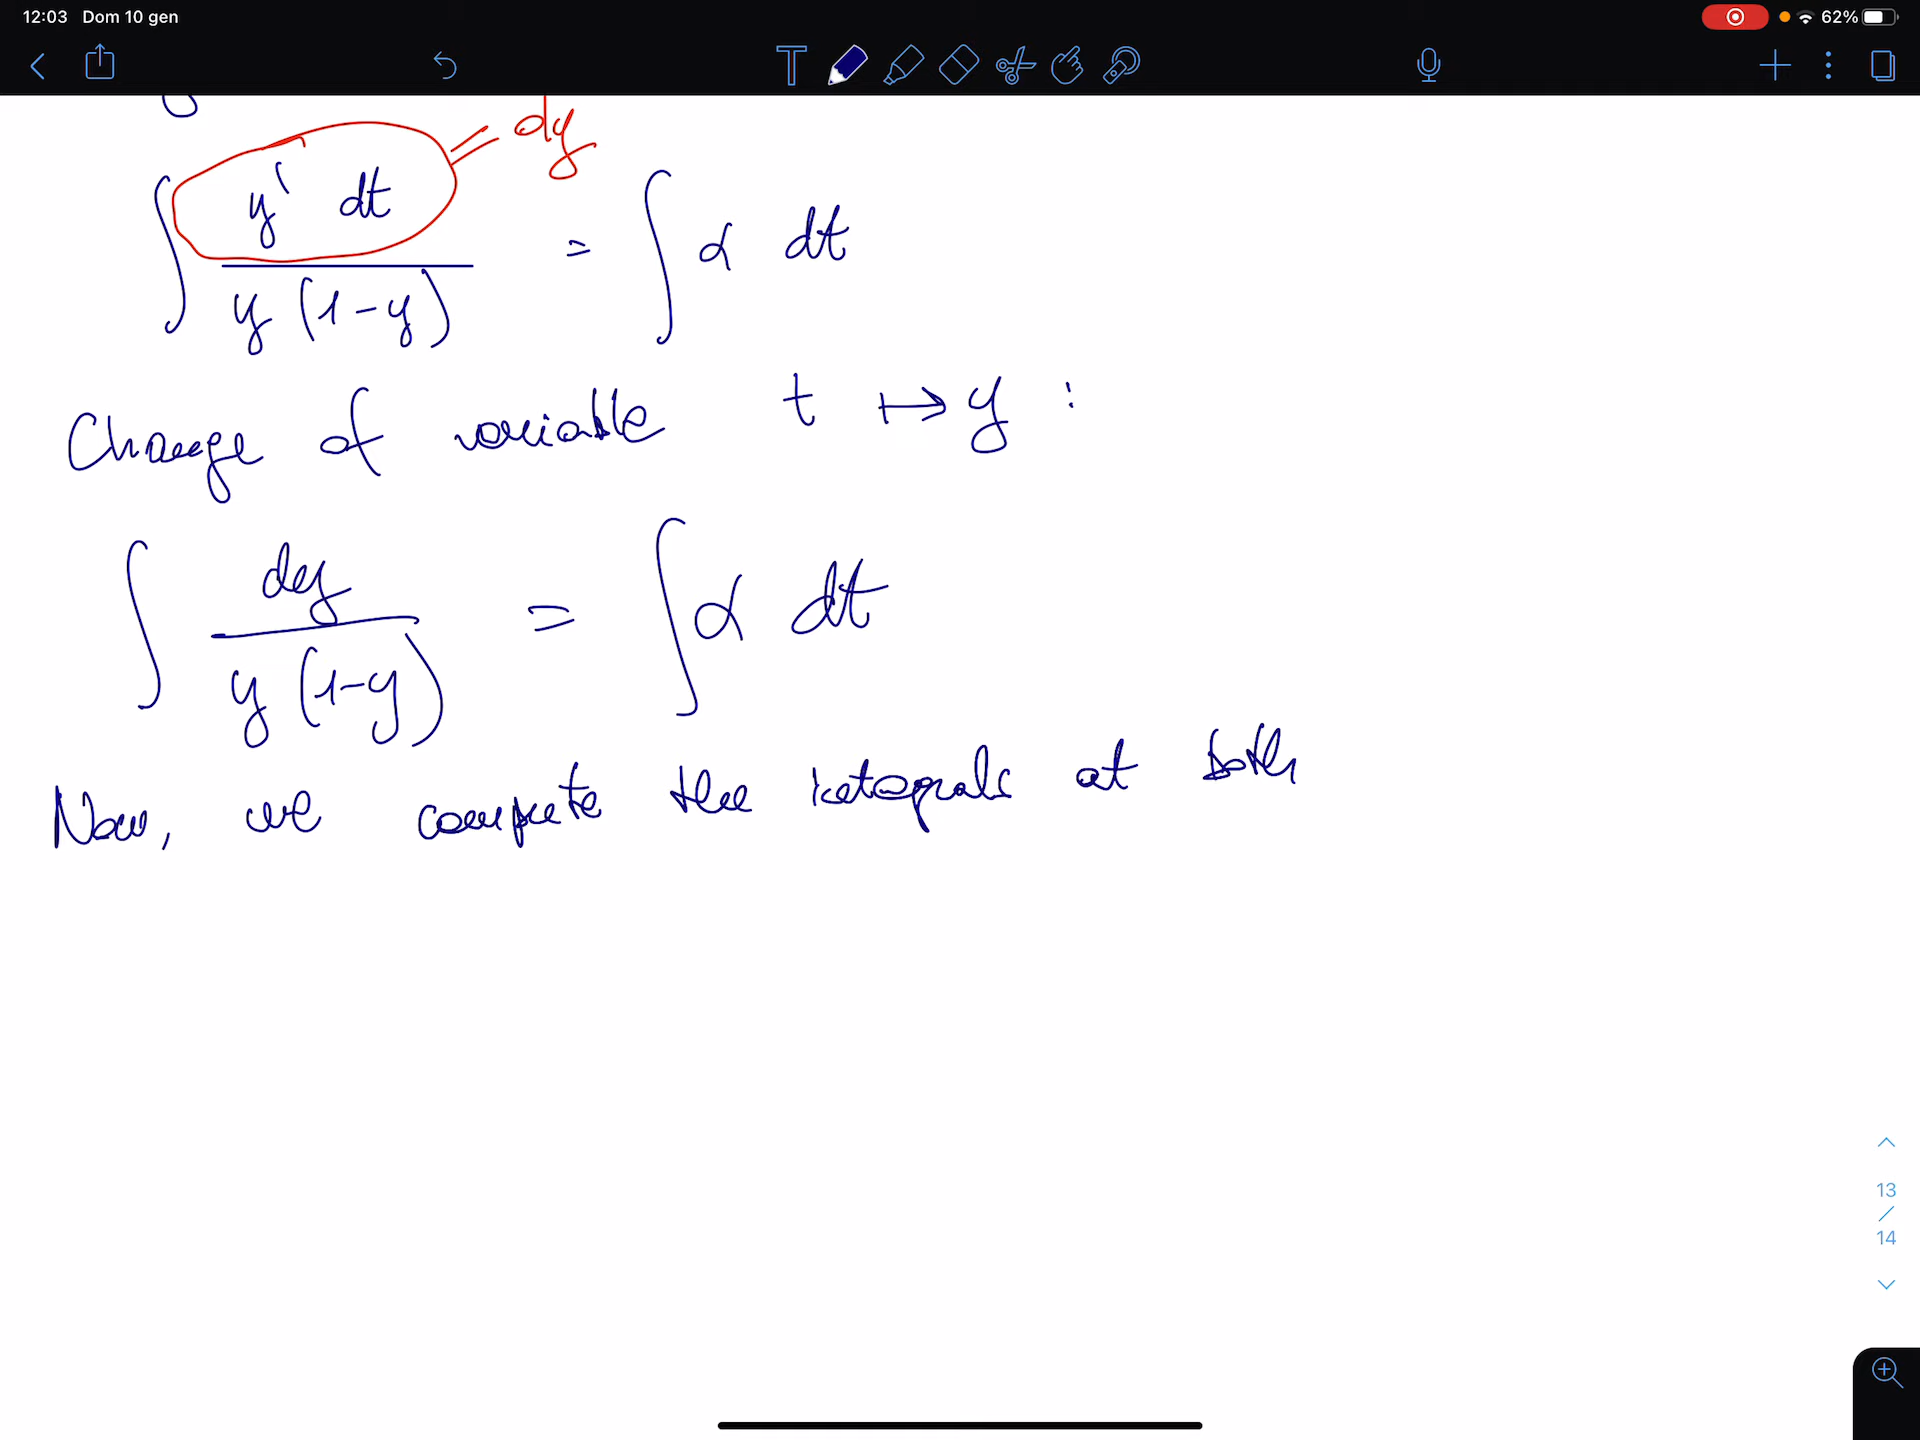 12:03 Dom 10 gen 62%
= dy
∫ y' dt / y (1-y) = ∫ α dt
Change of variable t ↦ y :
∫ dy / y (1-y) = ∫ α dt
Now, we compute the integrals at both
13
/
14